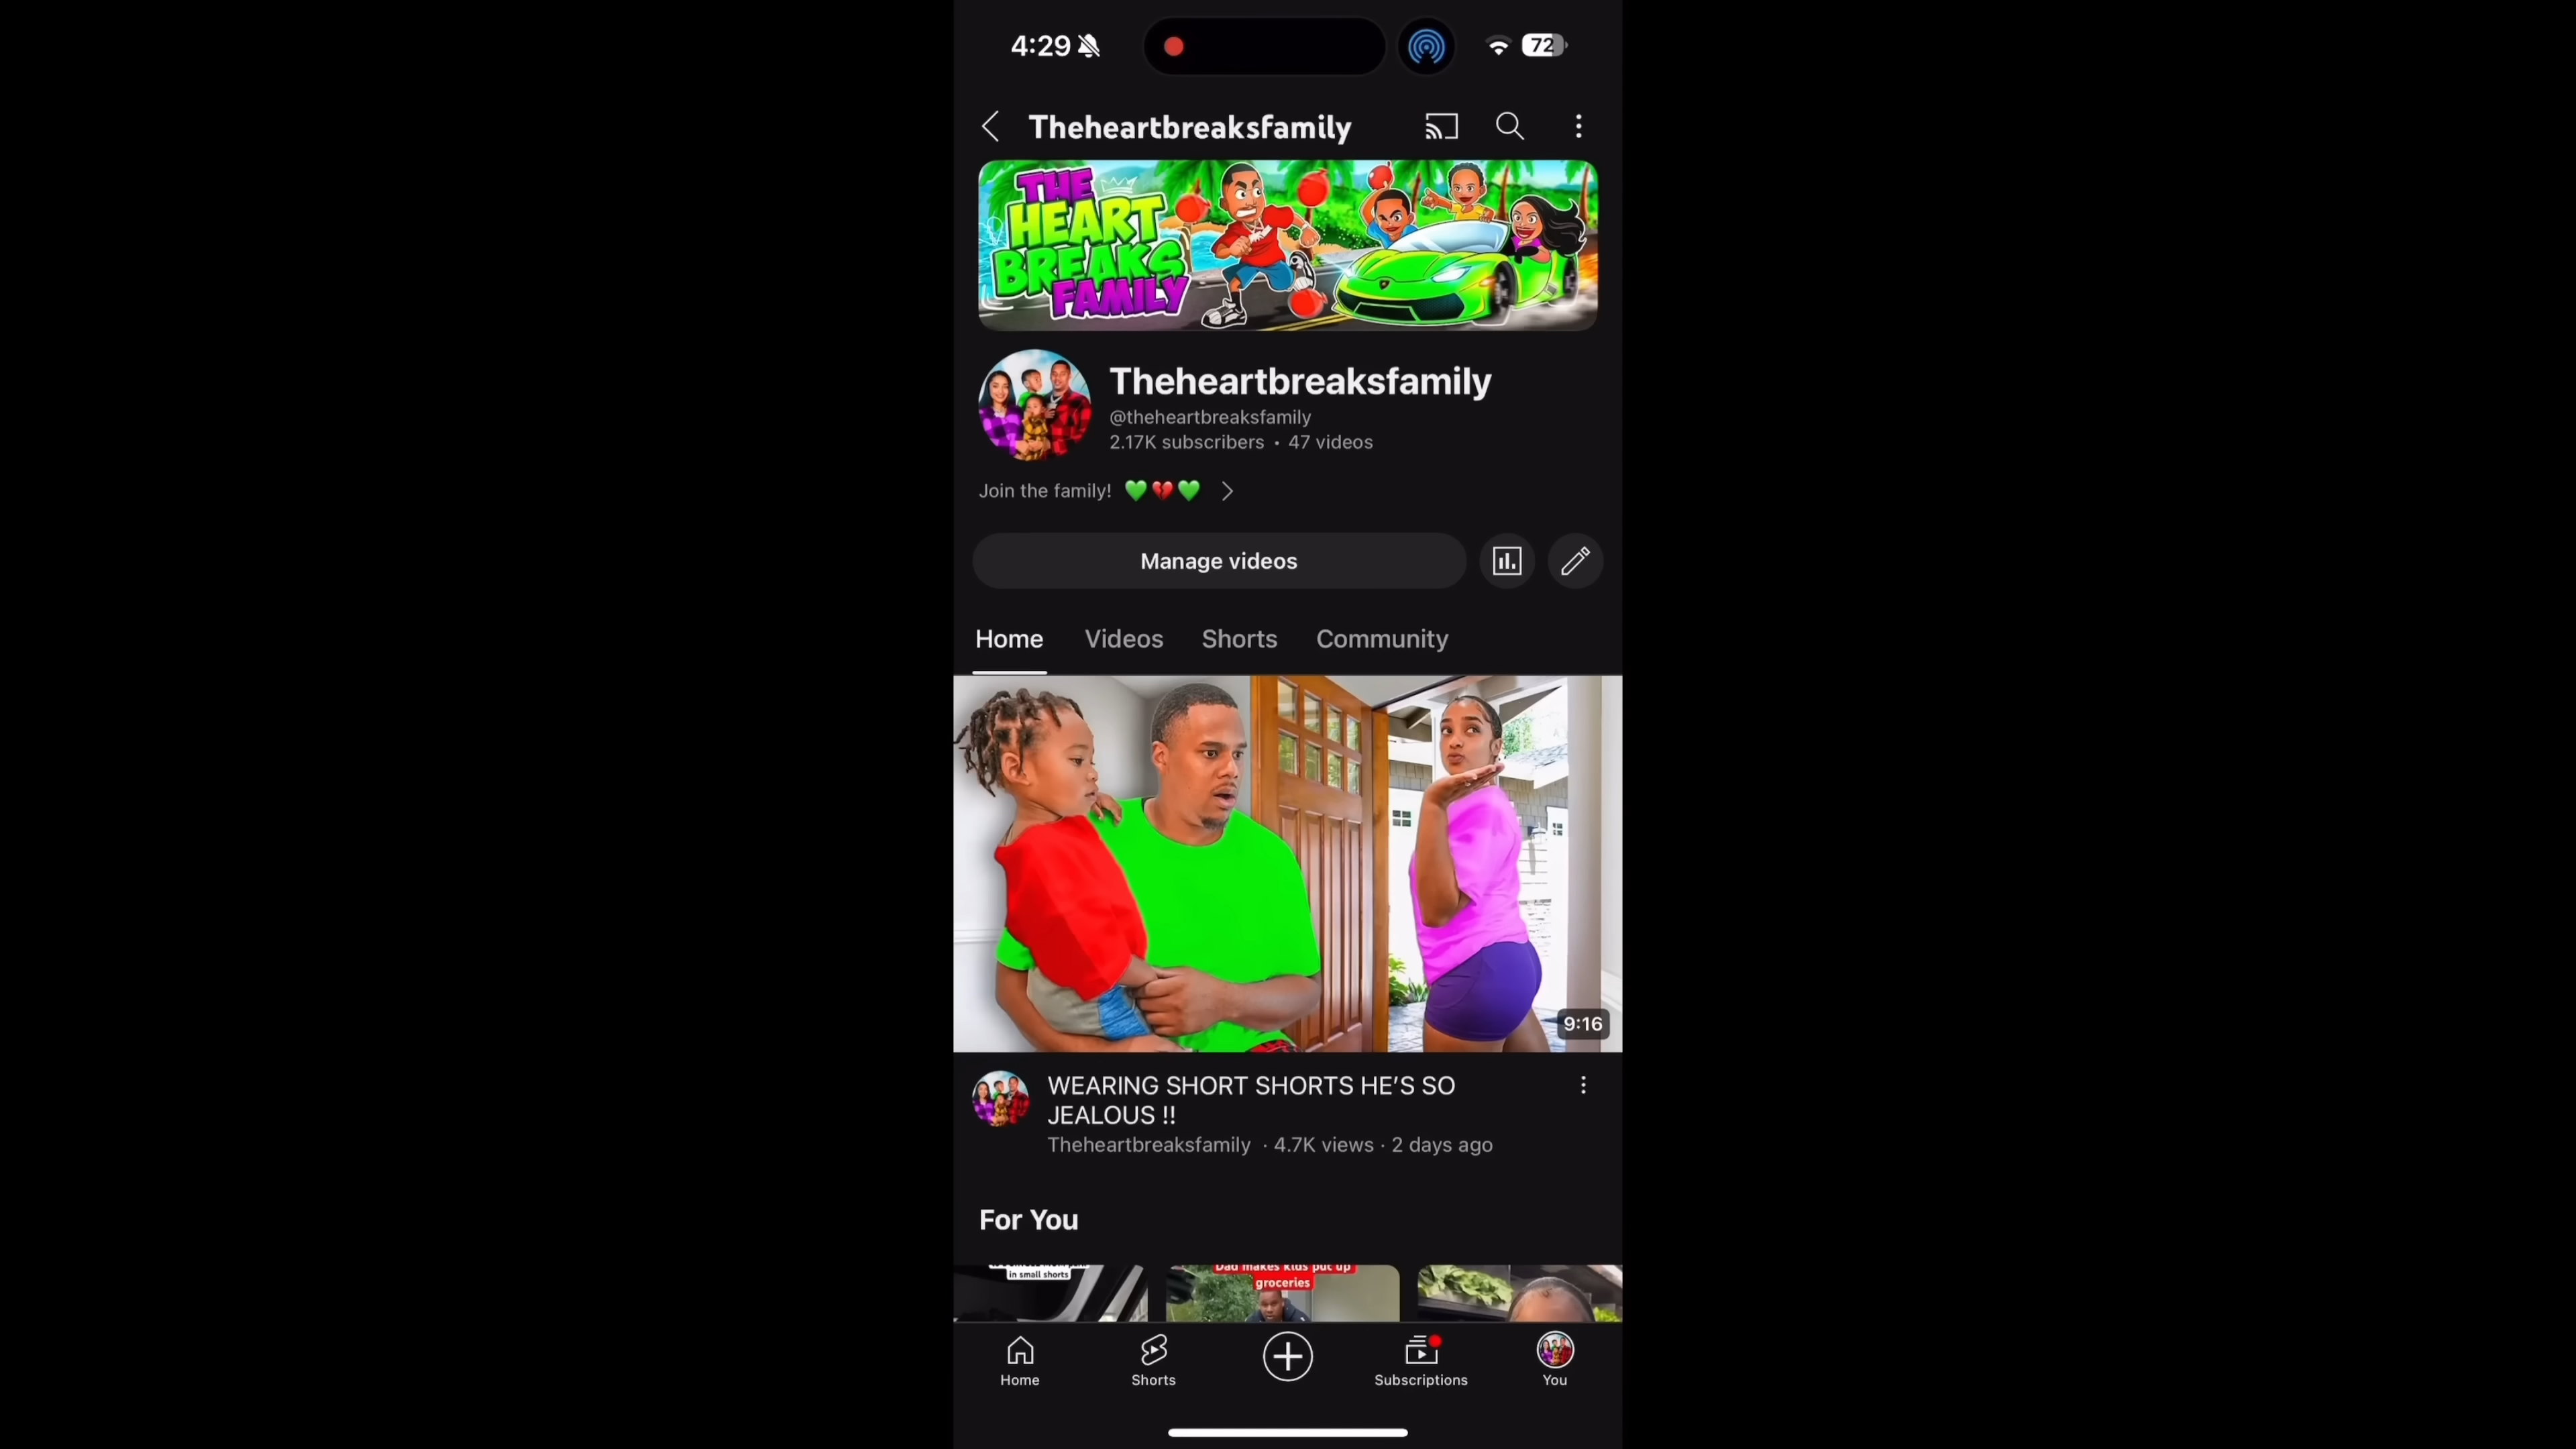 4:29
72
Theheartbreaksfamily
THE
HEART
BREAKS
FAMILY
Theheartbreaksfamily
@theheartbreaksfamily
2.17K subscribers • 47 videos
Join the family! 💚💔💚
Manage videos
Home Videos Shorts Community
9:16
WEARING SHORT SHORTS HE’S SO
JEALOUS !!
Theheartbreaksfamily · 4.7K views · 2 days ago
For You
in small shorts
Dad makes kids put up
groceries
Home Shorts Subscriptions You